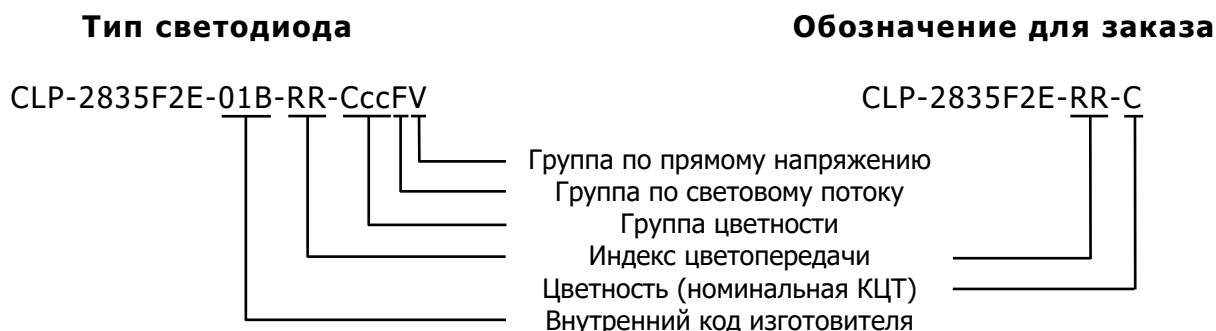 Тип светодиода
Обозначение для заказа
CLP-2835F2E-01B-RR-CccFV
CLP-2835F2E-RR-C
Группа по прямому напряжению
Группа по световому потоку
Группа цветности
Индекс цветопередачи
Цветность (номинальная КЦТ)
Внутренний код изготовителя